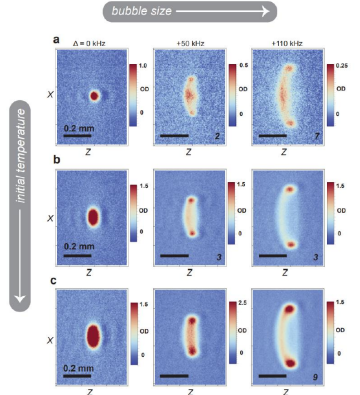 bubble size
initial temperature
Δ = 0 kHz
+50 kHz
+110 kHz
a
X
0.2 mm
Z
1.0
OD
0
2
Z
0.5
OD
0
7
Z
0.25
OD
0
b
X
0.2 mm
Z
1.5
OD
0
3
Z
1.5
OD
0
3
Z
1.5
OD
0
c
X
0.2 mm
Z
1.5
OD
0
Z
2.5
OD
0
9
Z
1.5
OD
0